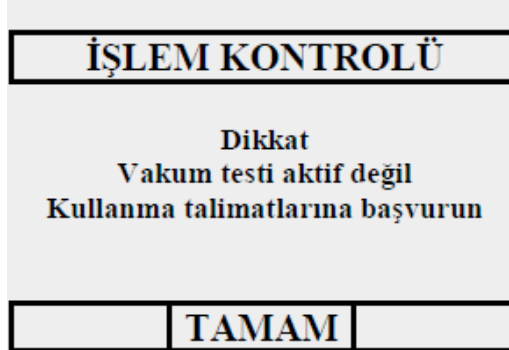 İŞLEM KONTROLÜ
Dikkat
Vakum testi aktif değil
Kullanma talimatlarına başvurun
TAMAM